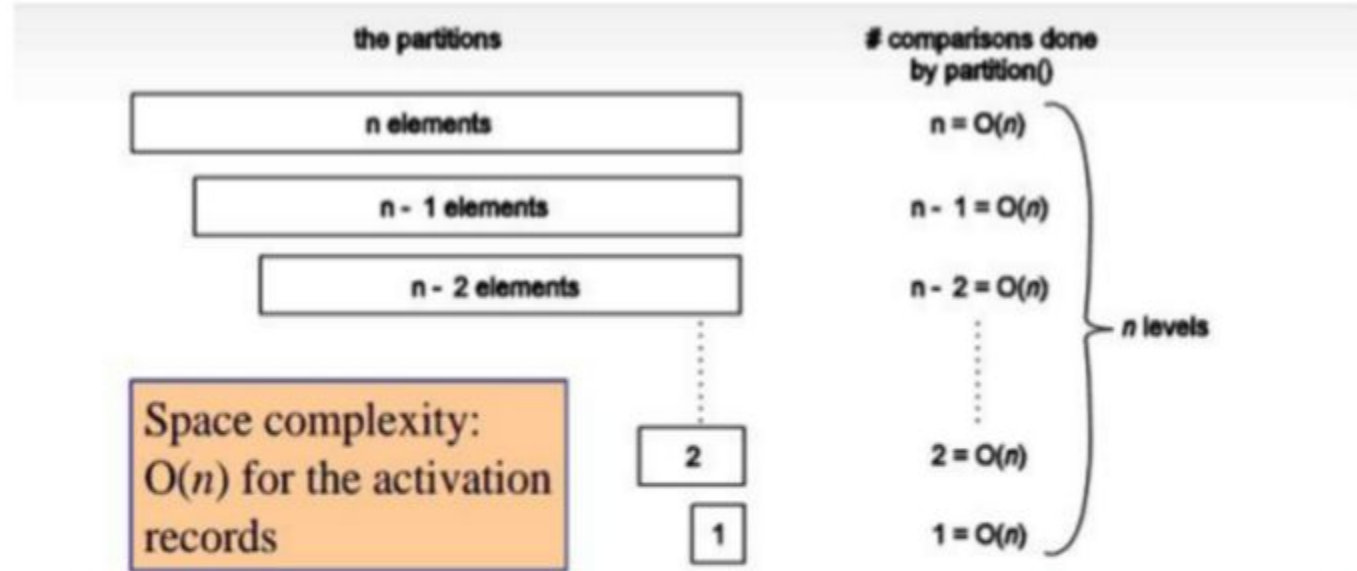 the partitions
# comparisons done
by partition()
n elements
n = O(n)
n - 1 elements
n - 1 = O(n)
n - 2 elements
n - 2 = O(n)
n levels
Space complexity:
O(n) for the activation
records
2
2 = O(n)
1
1 = O(n)